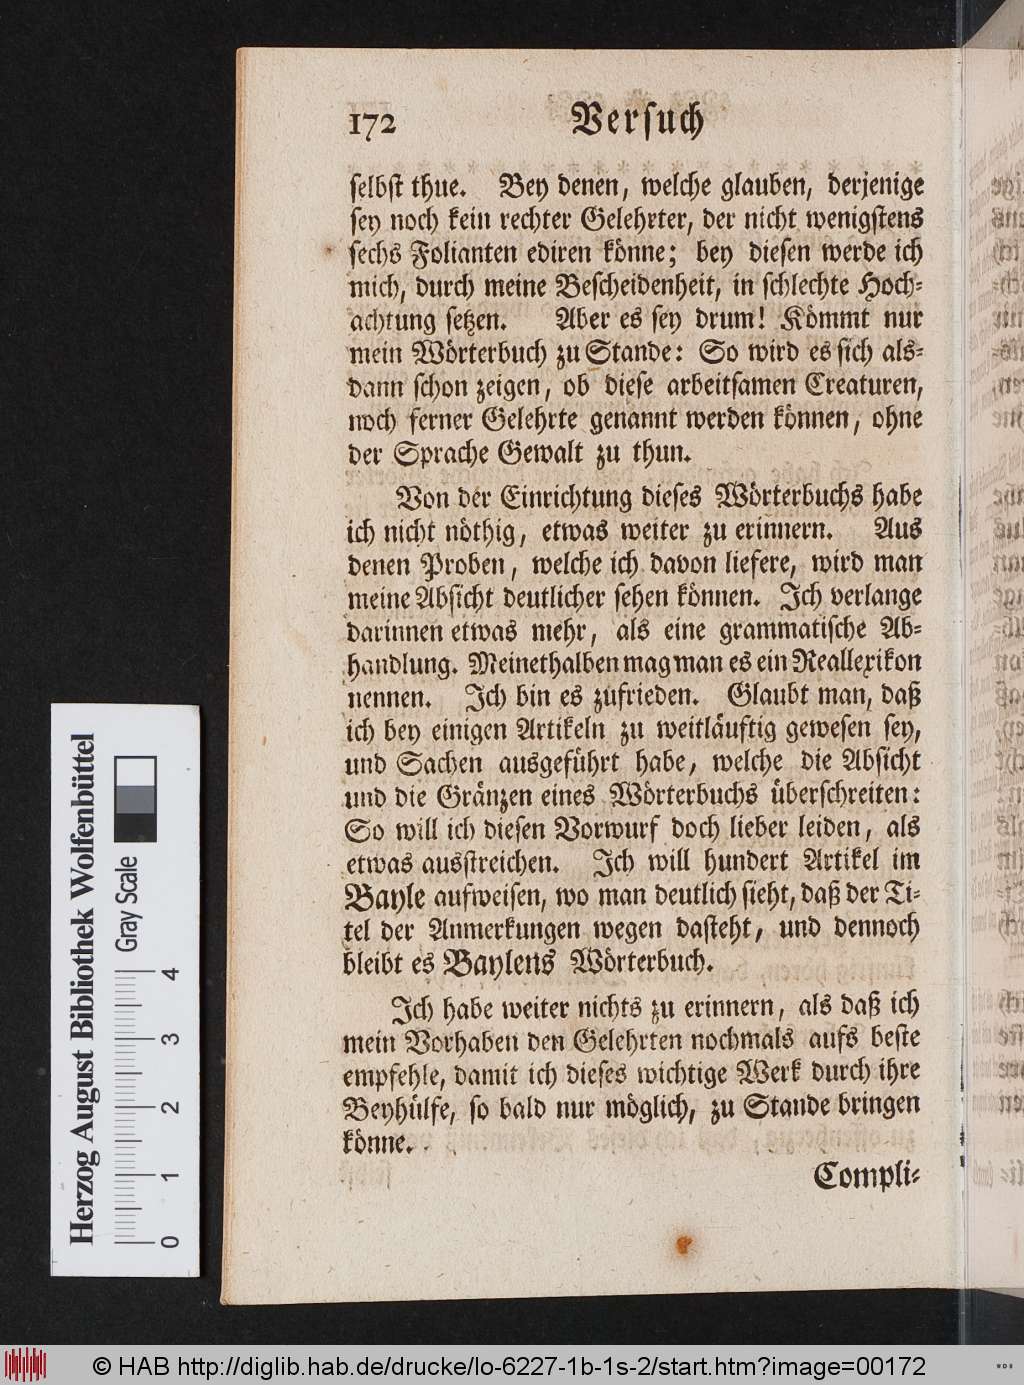 172 Versuch
selbst thue. Bey denen, welche glauben, derjenige
sey noch kein rechter Gelehrter, der nicht wenigstens
sechs Folianten ediren könne; bey diesen werde ich
mich, durch meine Bescheidenheit, in schlechte Hoch-
achtung setzen. Aber es sey drum! Kömmt nur
mein Wörterbuch zu Stande: So wird es sich als-
dann schon zeigen, ob diese arbeitsamen Creaturen,
noch ferner Gelehrte genannt werden können, ohne
der Sprache Gewalt zu thun.
Von der Einrichtung dieses Wörterbuchs habe
ich nicht nöthig, etwas weiter zu erinnern. Aus
denen Proben, welche ich davon liefere, wird man
meine Absicht deutlicher sehen können. Ich verlange
darinnen etwas mehr, als eine grammatische Ab-
handlung. Meinethalben mag man es ein Reallexikon
nennen. Ich bin es zufrieden. Glaubt man, daß
ich bey einigen Artikeln zu weitläuftig gewesen sey,
und Sachen ausgeführt habe, welche die Absicht
und die Gränzen eines Wörterbuchs überschreiten:
So will ich diesen Vorwurf doch lieber leiden, als
etwas ausstreichen. Ich will hundert Artikel im
Bayle aufweisen, wo man deutlich sieht, daß der Ti-
tel der Anmerkungen wegen dasteht, und dennoch
bleibt es Baylens Wörterbuch.
Ich habe weiter nichts zu erinnern, als daß ich
mein Vorhaben den Gelehrten nochmals aufs beste
empfehle, damit ich dieses wichtige Werk durch ihre
Beyhülfe, so bald nur möglich, zu Stande bringen
könne.
Compli-
Herzog August Bibliothek Wolfenbüttel
Gray Scale
0 1 2 3 4
© HAB http://diglib.hab.de/drucke/lo-6227-1b-1s-2/start.htm?image=00172